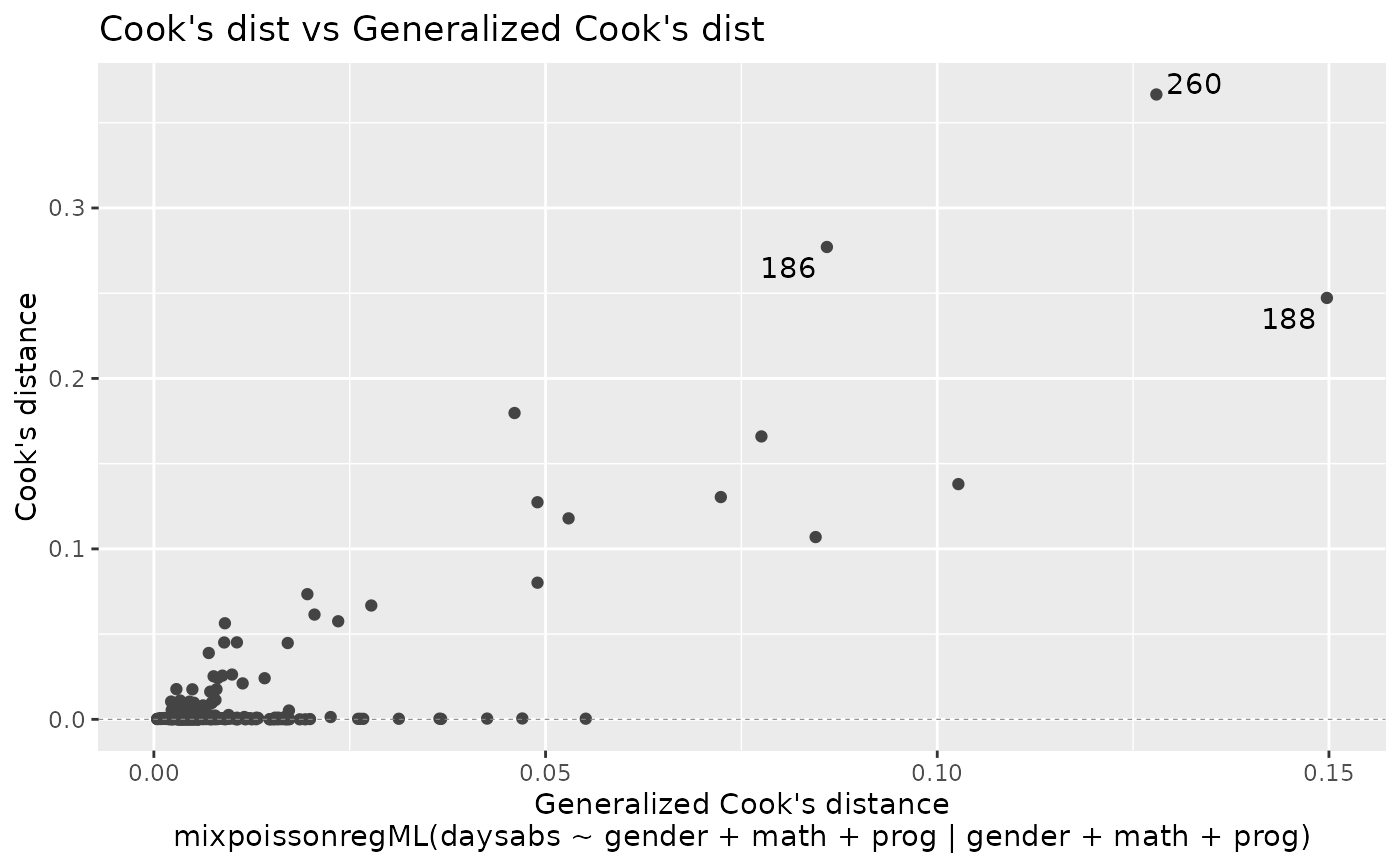 Cook's dist vs Generalized Cook's dist
260
0.3
186
188
Cook's distance
0.2
0.1
0.0
0.00 0.05 0.10 0.15
Generalized Cook's distance
mixpoissonregML(daysabs ~ gender + math + prog | gender + math + prog)